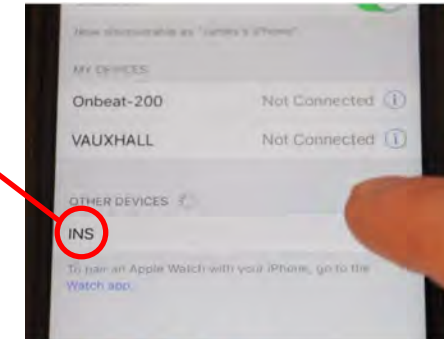 Now discoverable as "James's iPhone".
MY DEVICES
Onbeat-200 Not Connected
VAUXHALL Not Connected
OTHER DEVICES
INS
To pair an Apple Watch with your iPhone, go to the
Watch app.